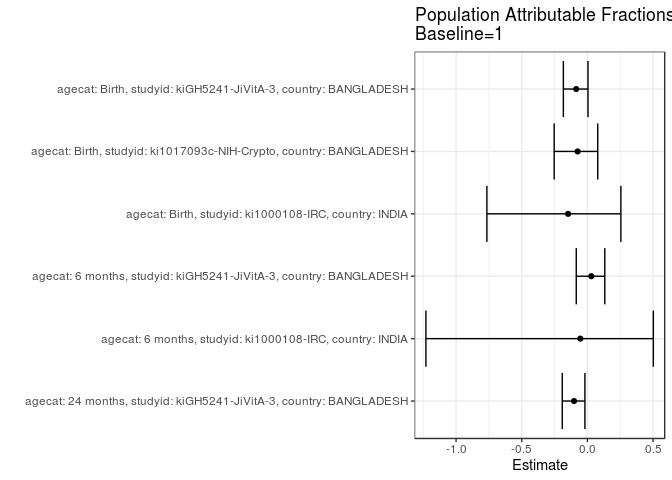 Population Attributable Fractions
Baseline=1
agecat: Birth, studyid: kiGH5241-JiVitA-3, country: BANGLADESH
agecat: Birth, studyid: ki1017093c-NIH-Crypto, country: BANGLADESH
agecat: Birth, studyid: ki1000108-IRC, country: INDIA
agecat: 6 months, studyid: kiGH5241-JiVitA-3, country: BANGLADESH
agecat: 6 months, studyid: ki1000108-IRC, country: INDIA
agecat: 24 months, studyid: kiGH5241-JiVitA-3, country: BANGLADESH
-1.0 -0.5 0.0 0.5
Estimate